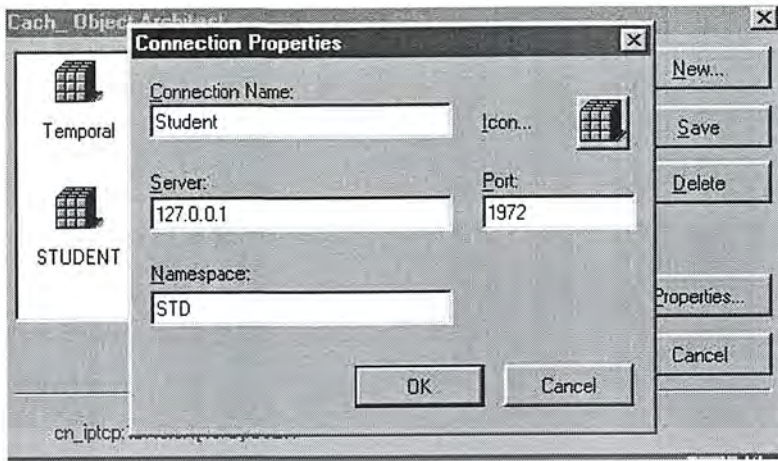 Cach_ Object Architect
Connection Properties
Temporal
STUDENT
Connection Name:
Student
Icon...
Server:
127.0.0.1
Port:
1972
Namespace:
STD
OK
Cancel
New...
Save
Delete
Properties...
Cancel
cn_iptcp: